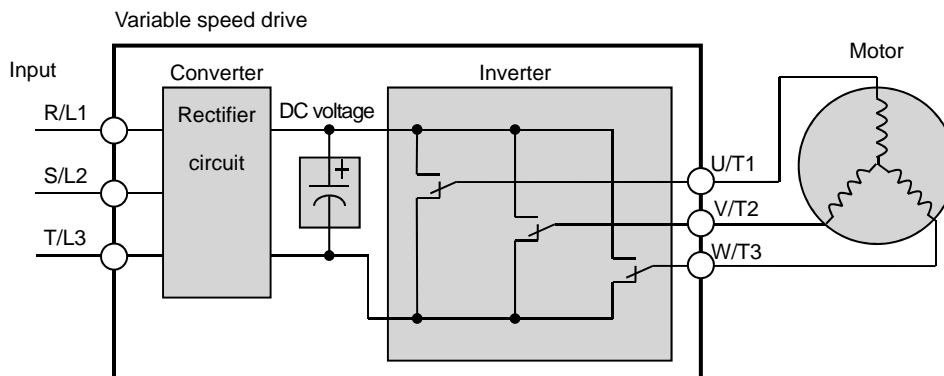 Variable speed drive
Input
Converter
Inverter
Motor
R/L1
Rectifier
circuit
DC voltage
+
S/L2
T/L3
U/T1
V/T2
W/T3